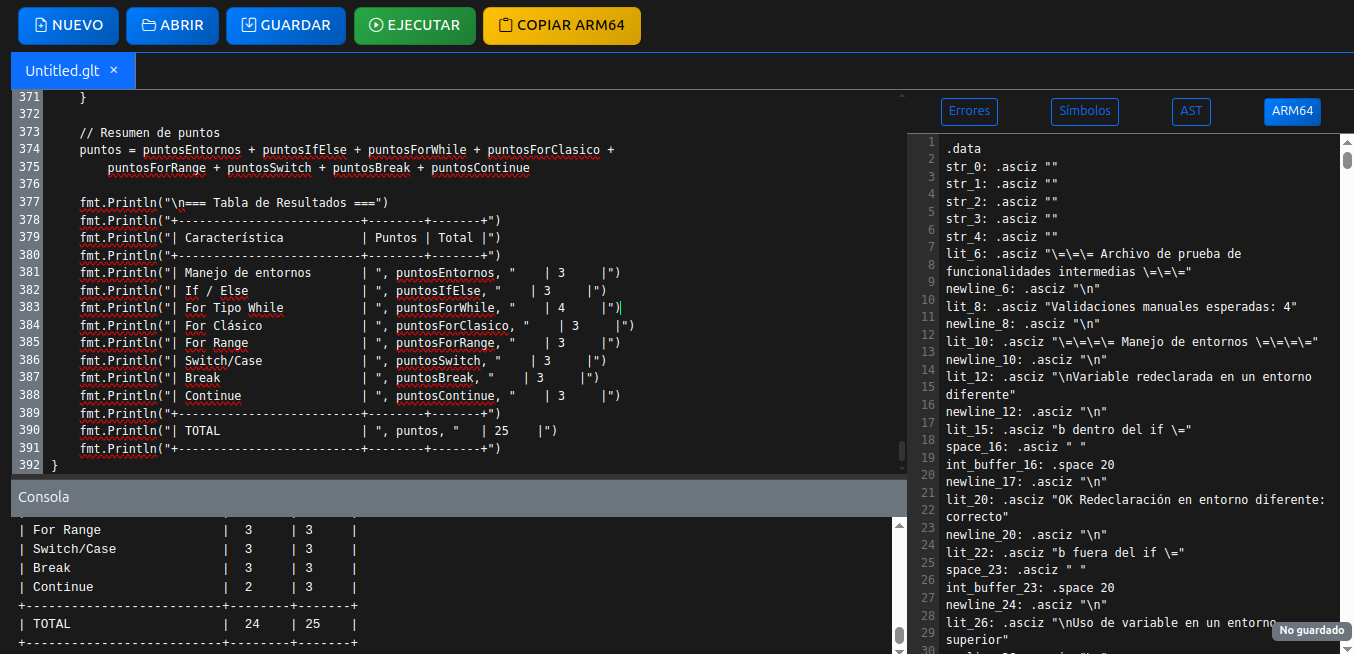 NUEVO ABRIR GUARDAR EJECUTAR COPIAR ARM64
Untitled.glt ×
371     }
372
373     // Resumen de puntos
374     puntos = puntosEntornos + puntosIfElse + puntosForWhile + puntosForClasico +
375         puntosForRange + puntosSwitch + puntosBreak + puntosContinue
376
377     fmt.Println("\n=== Tabla de Resultados ===")
378     fmt.Println("+--------------------------+--------+-------+")
379     fmt.Println("| Característica           | Puntos | Total |")
380     fmt.Println("+--------------------------+--------+-------+")
381     fmt.Println("| Manejo de entornos       | ", puntosEntornos, "    | 3     |")
382     fmt.Println("| If / Else                | ", puntosIfElse, "    | 3     |")
383     fmt.Println("| For Tipo While           | ", puntosForWhile, "    | 4     |")
384     fmt.Println("| For Clásico              | ", puntosForClasico, "    | 3     |")
385     fmt.Println("| For Range                | ", puntosForRange, "    | 3     |")
386     fmt.Println("| Switch/Case              | ", puntosSwitch, "    | 3     |")
387     fmt.Println("| Break                    | ", puntosBreak, "    | 3     |")
388     fmt.Println("| Continue                 | ", puntosContinue, "    | 3     |")
389     fmt.Println("+--------------------------+--------+-------+")
390     fmt.Println("| TOTAL                    | ", puntos, "   | 25    |")
391     fmt.Println("+--------------------------+--------+-------+")
392 }
Consola
| For Range                |  3     | 3     |
| Switch/Case              |  3     | 3     |
| Break                    |  3     | 3     |
| Continue                 |  2     | 3     |
+--------------------------+--------+-------+
| TOTAL                    |  24    | 25    |
+--------------------------+--------+-------+
Errores Símbolos AST ARM64
1 .data
2 str_0: .asciz ""
3 str_1: .asciz ""
4 str_2: .asciz ""
5 str_3: .asciz ""
6 str_4: .asciz ""
7 lit_6: .asciz "\=\=\= Archivo de prueba de
8 funcionalidades intermedias \=\=\="
9 newline_6: .asciz "\n"
10 lit_8: .asciz "Validaciones manuales esperadas: 4"
11 newline_8: .asciz "\n"
12 lit_10: .asciz "\=\=\=\= Manejo de entornos \=\=\=\="
13 newline_10: .asciz "\n"
14 lit_12: .asciz "\nVariable redeclarada en un entorno
15 diferente"
16 newline_12: .asciz "\n"
17 lit_15: .asciz "b dentro del if \="
18 space_16: .asciz " "
19 int_buffer_16: .space 20
20 newline_17: .asciz "\n"
21 lit_20: .asciz "OK Redeclaración en entorno diferente:
22 correcto"
23 newline_20: .asciz "\n"
24 lit_22: .asciz "b fuera del if \="
25 space_23: .asciz " "
26 int_buffer_23: .space 20
27 newline_24: .asciz "\n"
28 lit_26: .asciz "\nUso de variable en un entorno
29 superior"
30
No guardado